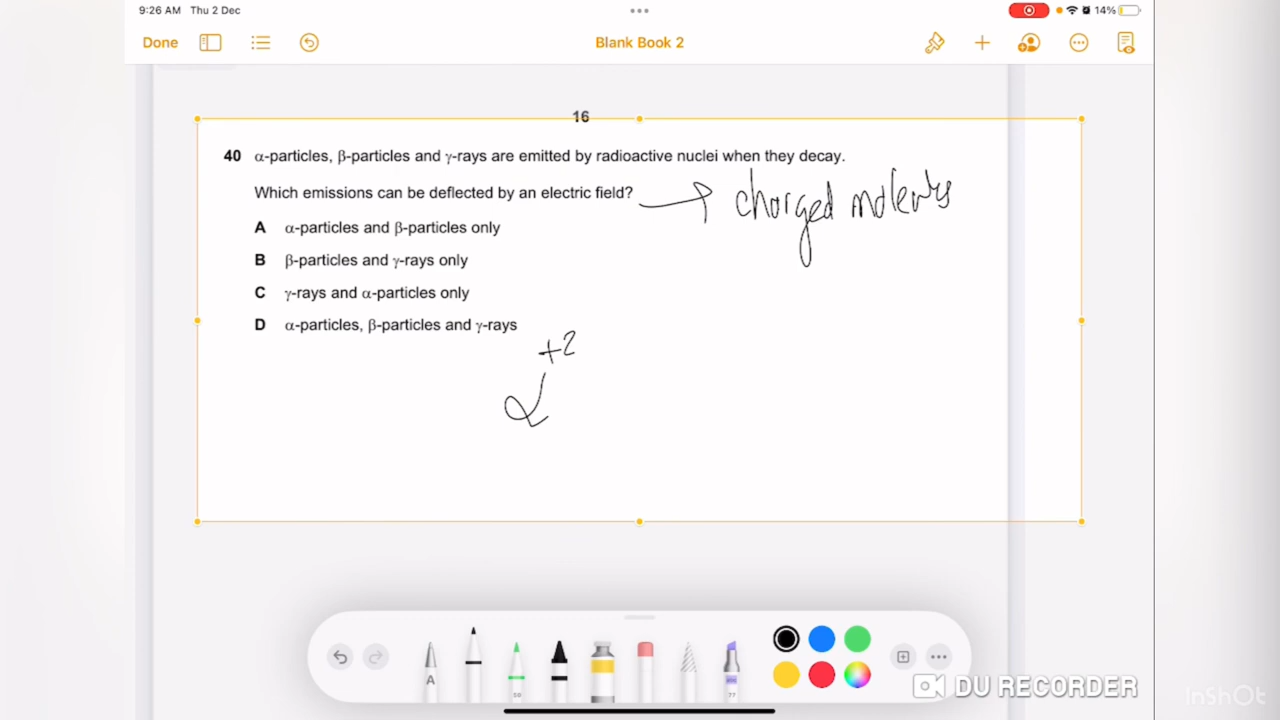 9:26 AM Thu 2 Dec
14%
Done
Blank Book 2
16
40 α-particles, β-particles and γ-rays are emitted by radioactive nuclei when they decay.
Which emissions can be deflected by an electric field?
charged molecules
A α-particles and β-particles only
B β-particles and γ-rays only
C γ-rays and α-particles only
D α-particles, β-particles and γ-rays
+2
α
A
50
77
DU RECORDER
InShOt